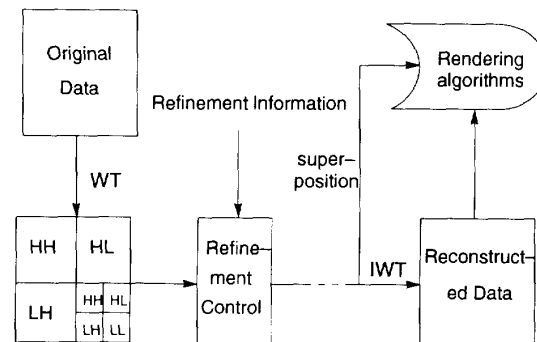 Original
Data
Rendering
algorithms
Refinement Information
super–
position
WT
HH HL
LH
HH HL
LH LL
Refine–
ment
Control
IWT
Reconstruct–
ed Data